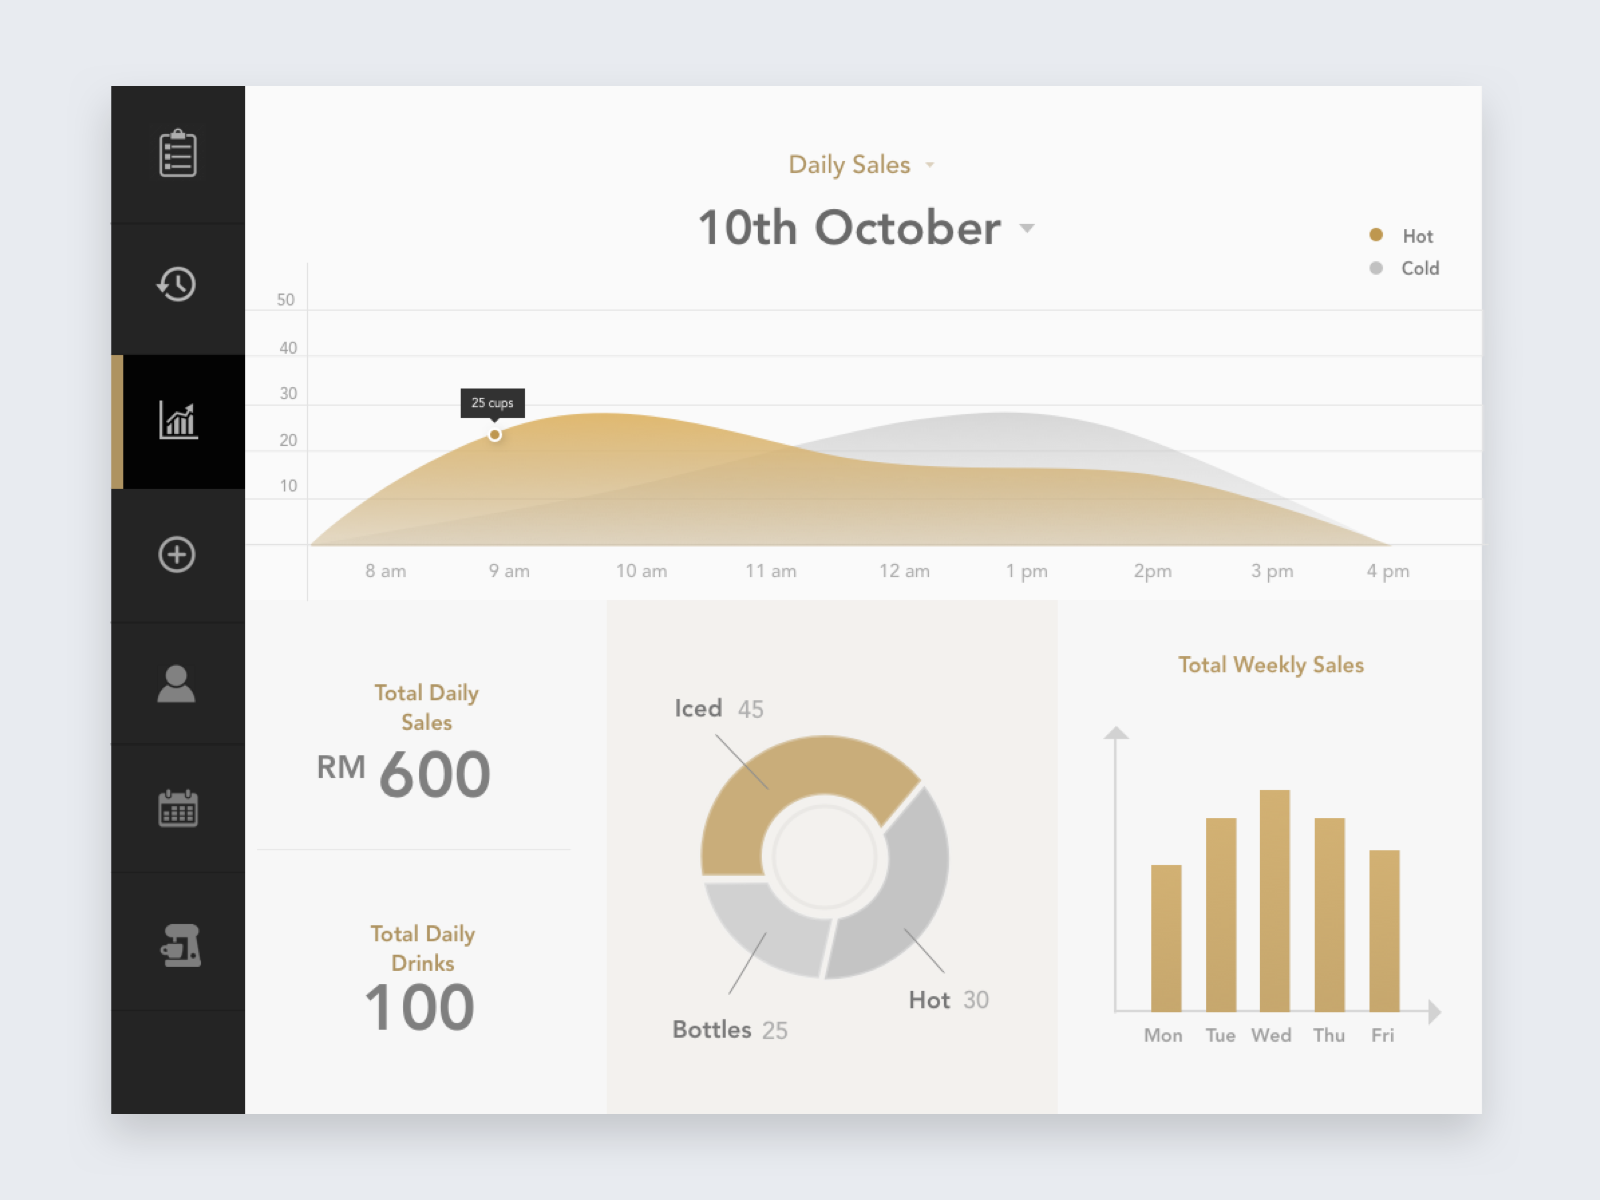 Daily Sales
10th October
Hot
Cold
50
40
30
20
10
25 cups
8 am 9 am 10 am 11 am 12 am 1 pm 2pm 3 pm 4 pm
Total Daily
Sales
RM 600
Total Daily
Drinks
100
Iced 45
Hot 30
Bottles 25
Total Weekly Sales
Mon Tue Wed Thu Fri